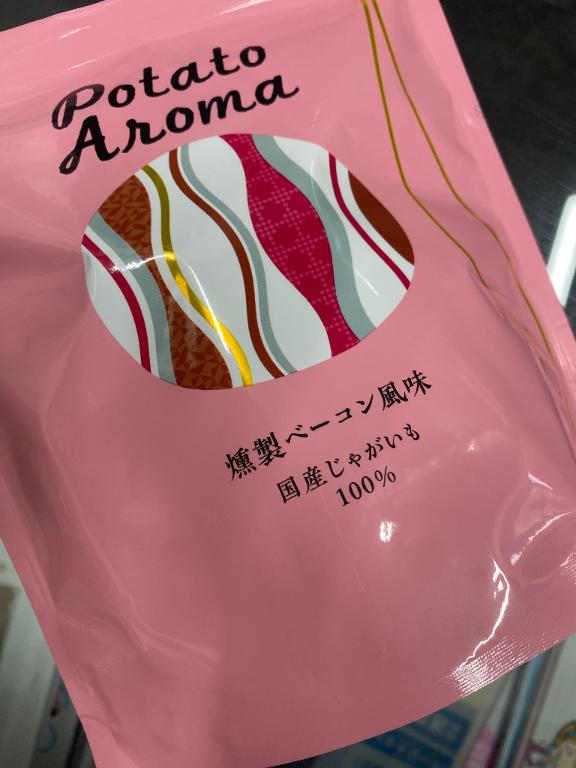 Potato
Aroma
燻製ベーコン風味
国産じゃがいも
100%